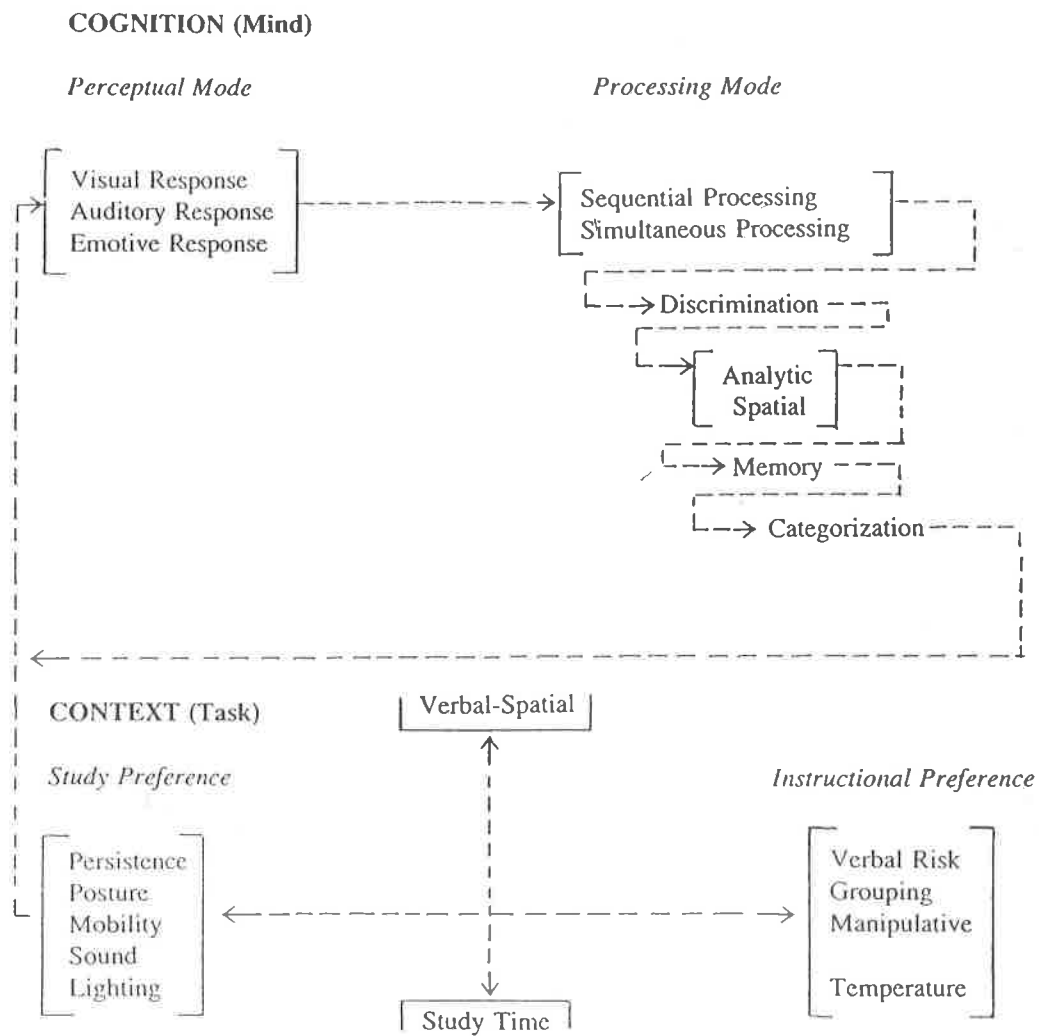 COGNITION (Mind)
Perceptual Mode
Processing Mode
Visual Response
Auditory Response
Emotive Response
Sequential Processing
Simultaneous Processing
Discrimination
Analytic
Spatial
Memory
Categorization
CONTEXT (Task)
Verbal-Spatial
Study Preference
Instructional Preference
Persistence
Posture
Mobility
Sound
Lighting
Verbal Risk
Grouping
Manipulative
Temperature
Study Time